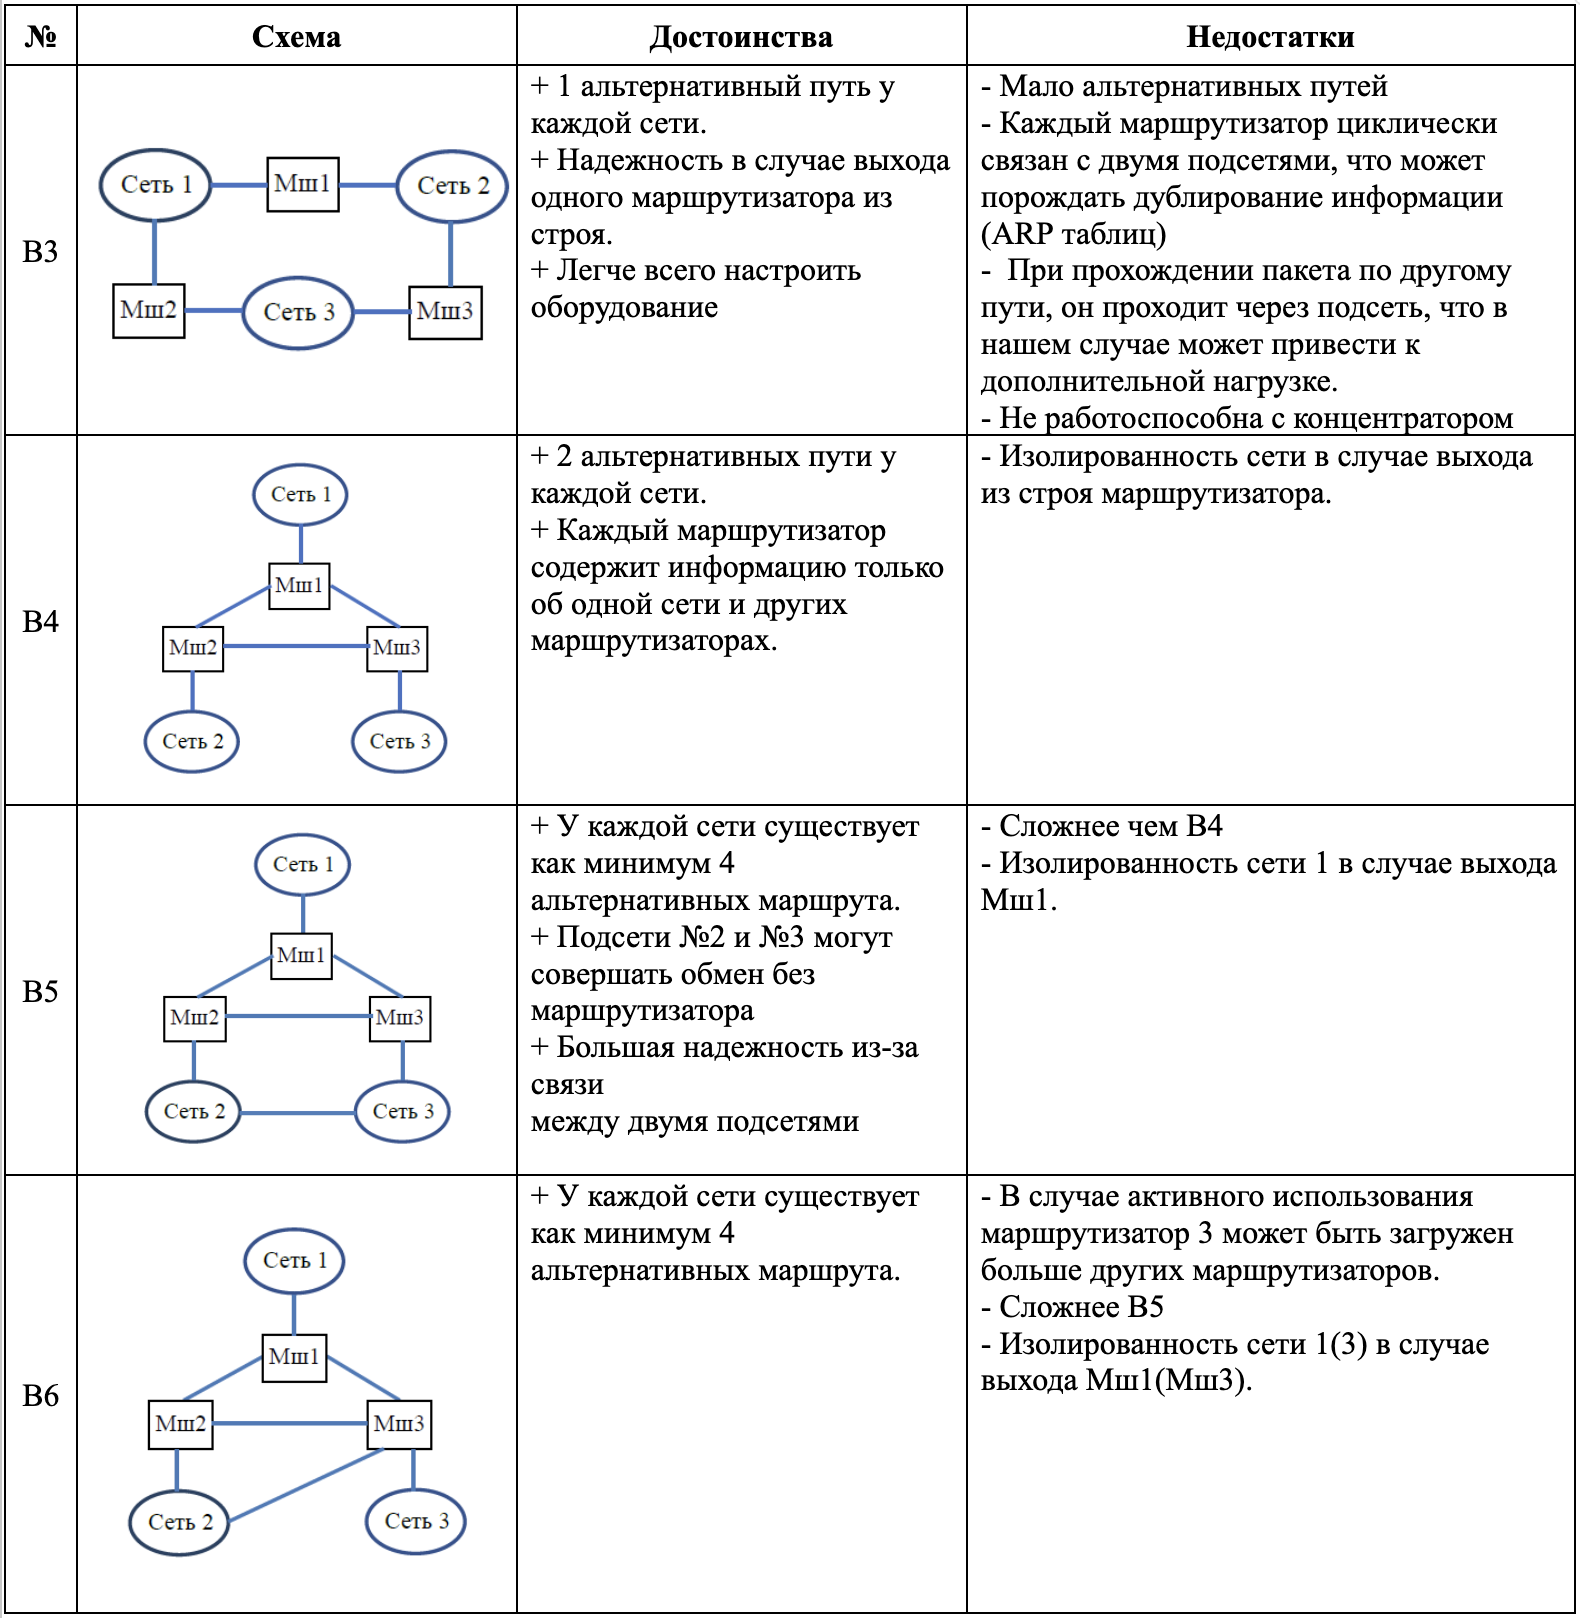 № Схема Достоинства Недостатки
В3
Сеть 1 Мш1 Сеть 2
Мш2 Сеть 3 Мш3
+ 1 альтернативный путь у
каждой сети.
+ Надежность в случае выхода
одного маршрутизатора из
строя.
+ Легче всего настроить
оборудование
- Мало альтернативных путей
- Каждый маршрутизатор циклически
связан с двумя подсетями, что может
порождать дублирование информации
(ARP таблиц)
- При прохождении пакета по другому
пути, он проходит через подсеть, что в
нашем случае может привести к
дополнительной нагрузке.
- Не работоспособна с концентратором
В4
Сеть 1
Мш1
Мш2 Мш3
Сеть 2 Сеть 3
+ 2 альтернативных пути у
каждой сети.
+ Каждый маршрутизатор
содержит информацию только
об одной сети и других
маршрутизаторах.
- Изолированность сети в случае выхода
из строя маршрутизатора.
В5
Сеть 1
Мш1
Мш2 Мш3
Сеть 2 Сеть 3
+ У каждой сети существует
как минимум 4
альтернативных маршрута.
+ Подсети №2 и №3 могут
совершать обмен без
маршрутизатора
+ Большая надежность из-за
связи
между двумя подсетями
- Сложнее чем В4
- Изолированность сети 1 в случае выхода
Мш1.
В6
Сеть 1
Мш1
Мш2 Мш3
Сеть 2 Сеть 3
+ У каждой сети существует
как минимум 4
альтернативных маршрута.
- В случае активного использования
маршрутизатор 3 может быть загружен
больше других маршрутизаторов.
- Сложнее В5
- Изолированность сети 1(3) в случае
выхода Мш1(Мш3).